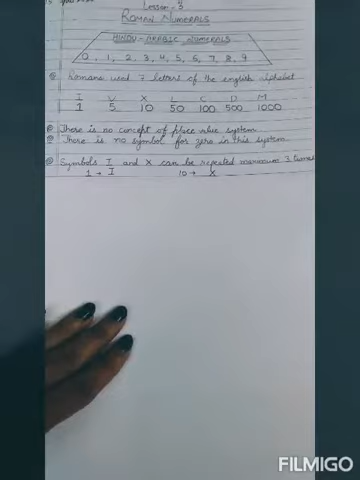 Lesson - 3
ROMAN NUMERALS
HINDU - ARABIC NUMERALS
0, 1, 2, 3, 4, 5, 6, 7, 8, 9
Romans used 7 letters of the english alphabet
I V X L C D M
1 5 10 50 100 500 1000
There is no concept of place value system
There is no symbol for zero in this system
Symbols I and X can be repeated maximum 3 times
1 → I 10 → X
FILMIGO